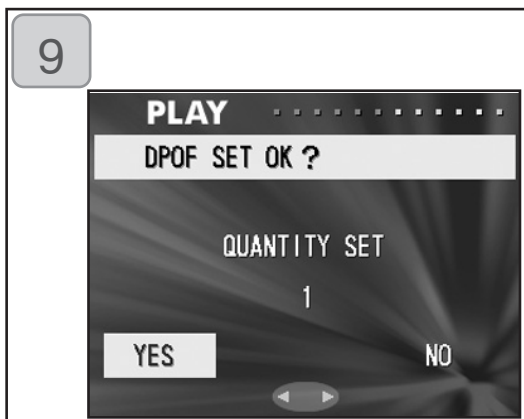 9
PLAY
DPOF SET OK ?
QUANTITY SET
1
YES NO